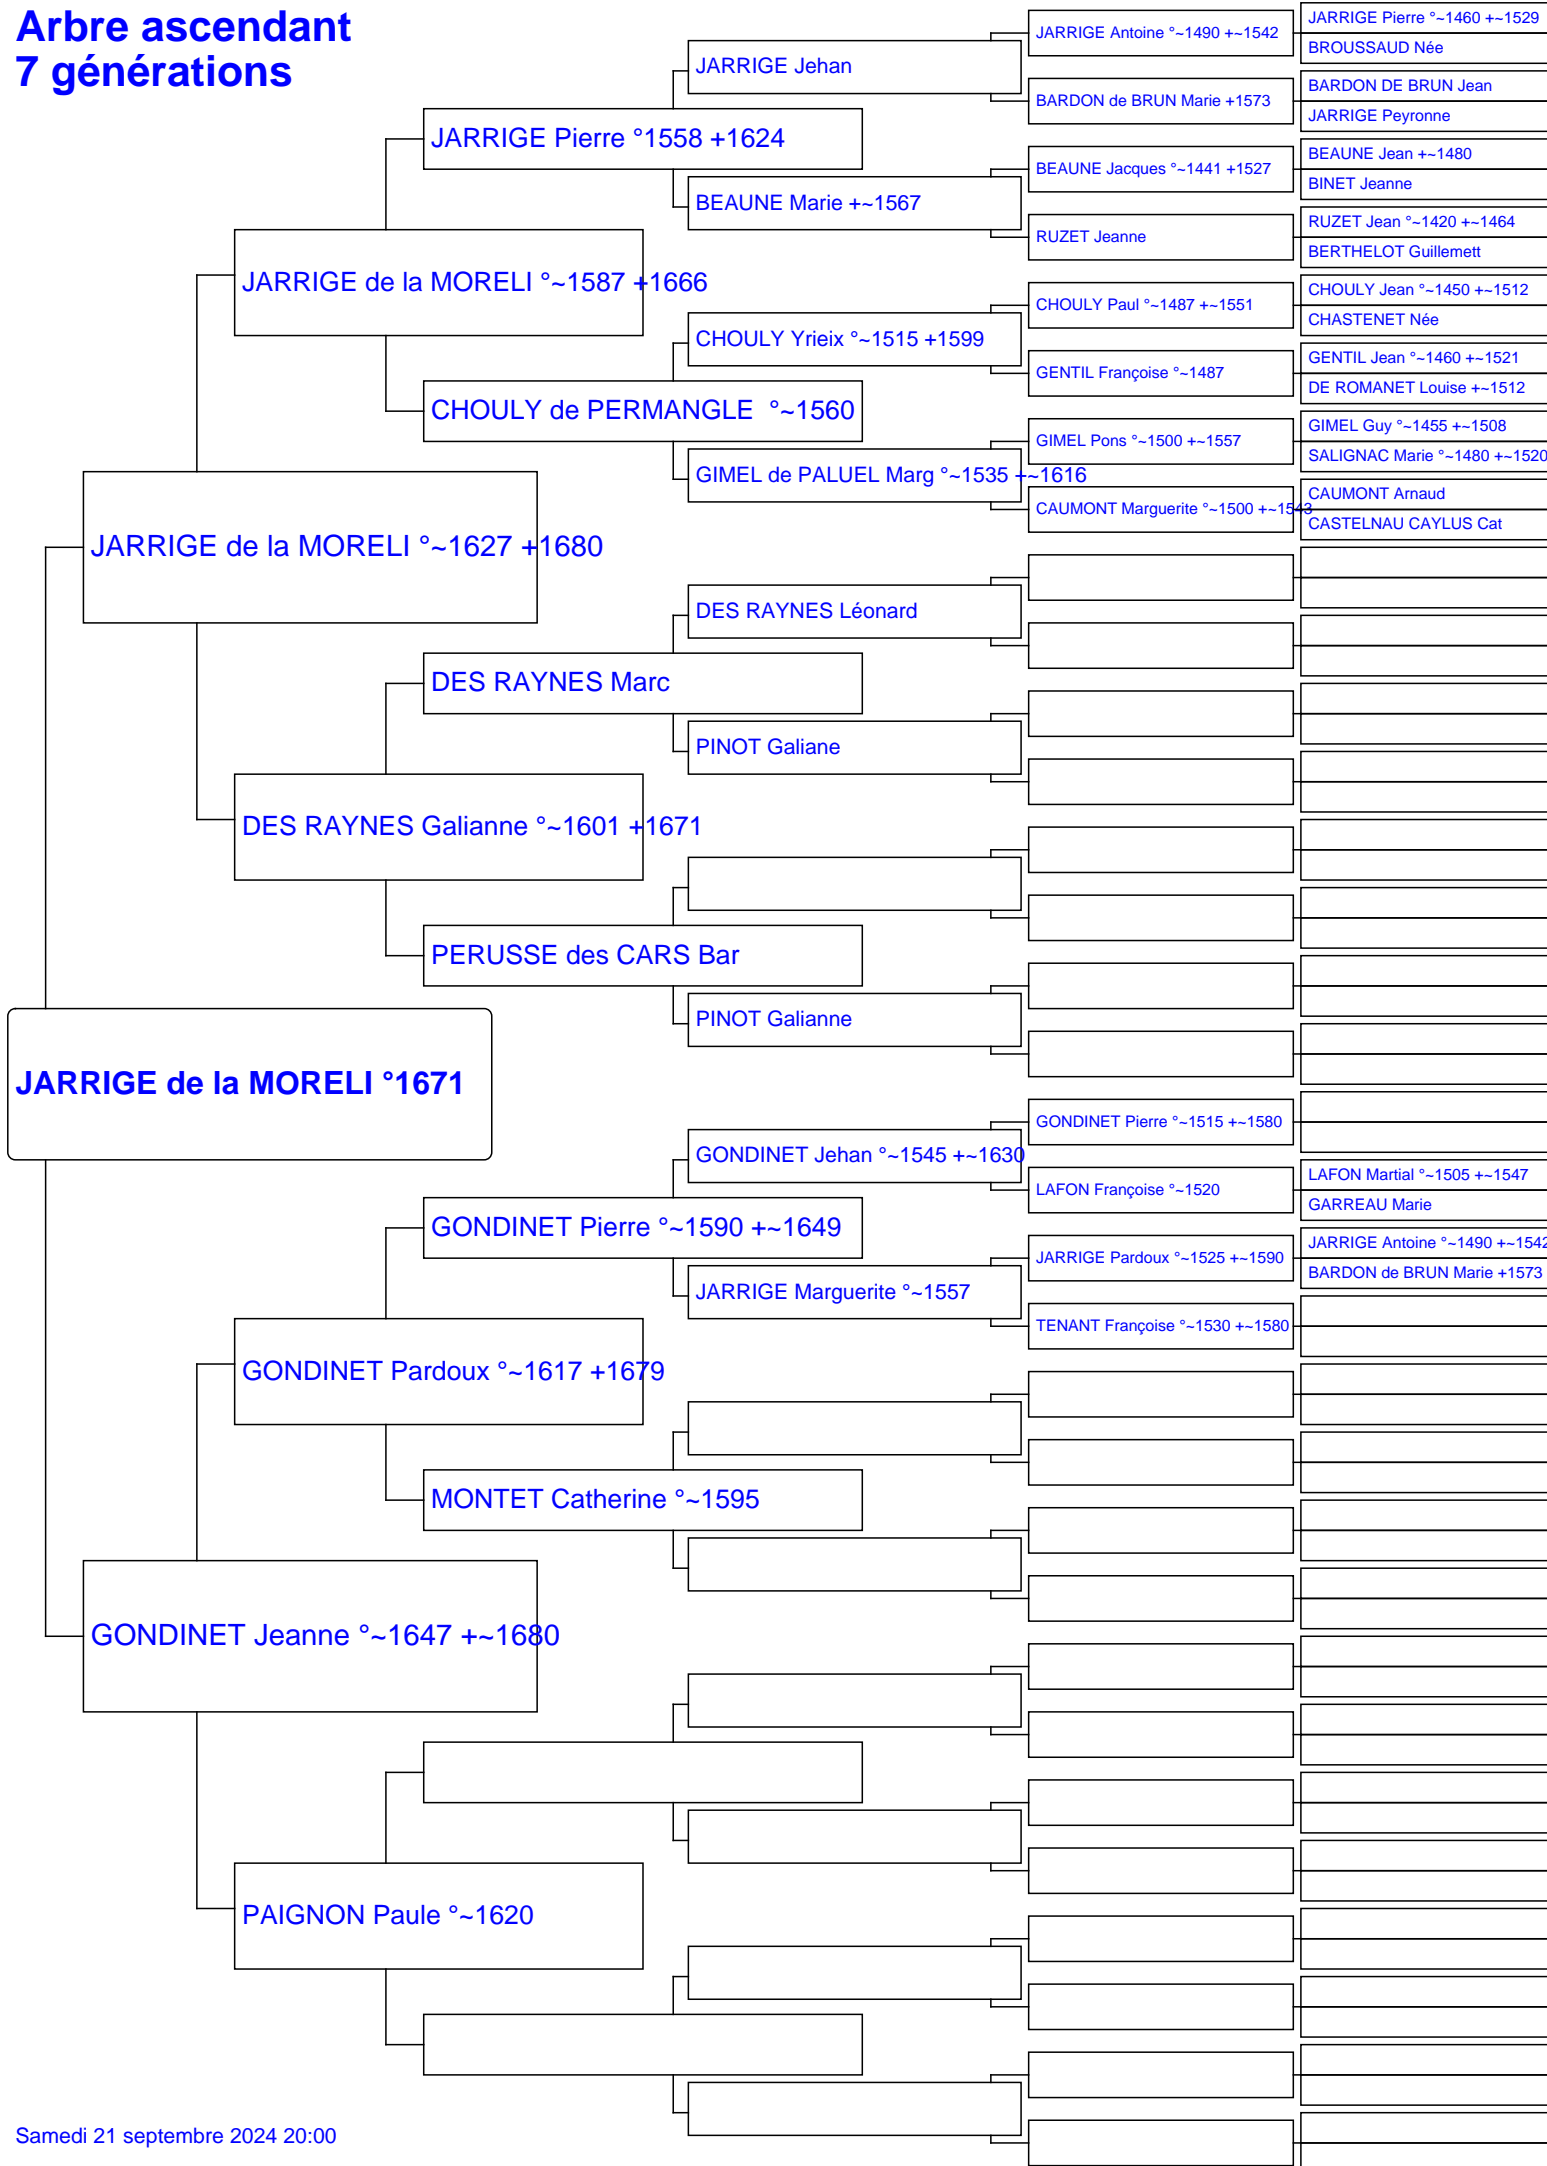 Arbre ascendant
7 générations
JARRIGE de la MORELI °1671
JARRIGE de la MORELI °~1627 +1680
GONDINET Jeanne °~1647 +~1680
JARRIGE de la MORELI °~1587 +1666
DES RAYNES Galianne °~1601 +1671
GONDINET Pardoux °~1617 +1679
PAIGNON Paule °~1620
JARRIGE Pierre °1558 +1624
CHOULY de PERMANGLE °~1560
DES RAYNES Marc
PERUSSE des CARS Bar
GONDINET Pierre °~1590 +~1649
MONTET Catherine °~1595
JARRIGE Jehan
BEAUNE Marie +~1567
CHOULY Yrieix °~1515 +1599
GIMEL de PALUEL Marg °~1535 +~1616
DES RAYNES Léonard
PINOT Galiane
PINOT Galianne
GONDINET Jehan °~1545 +~1630
JARRIGE Marguerite °~1557
JARRIGE Antoine °~1490 +~1542
BARDON de BRUN Marie +1573
BEAUNE Jacques °~1441 +1527
RUZET Jeanne
CHOULY Paul °~1487 +~1551
GENTIL Françoise °~1487
GIMEL Pons °~1500 +~1557
CAUMONT Marguerite °~1500 +~1543
GONDINET Pierre °~1515 +~1580
LAFON Françoise °~1520
JARRIGE Pardoux °~1525 +~1590
TENANT Françoise °~1530 +~1580
JARRIGE Pierre °~1460 +~1529
BROUSSAUD Née
BARDON DE BRUN Jean
JARRIGE Peyronne
BEAUNE Jean +~1480
BINET Jeanne
RUZET Jean °~1420 +~1464
BERTHELOT Guillemett
CHOULY Jean °~1450 +~1512
CHASTENET Née
GENTIL Jean °~1460 +~1521
DE ROMANET Louise +~1512
GIMEL Guy °~1455 +~1508
SALIGNAC Marie °~1480 +~1520
CAUMONT Arnaud
CASTELNAU CAYLUS Cat
LAFON Martial °~1505 +~1547
GARREAU Marie
JARRIGE Antoine °~1490 +~1542
BARDON de BRUN Marie +1573
Samedi 21 septembre 2024 20:00